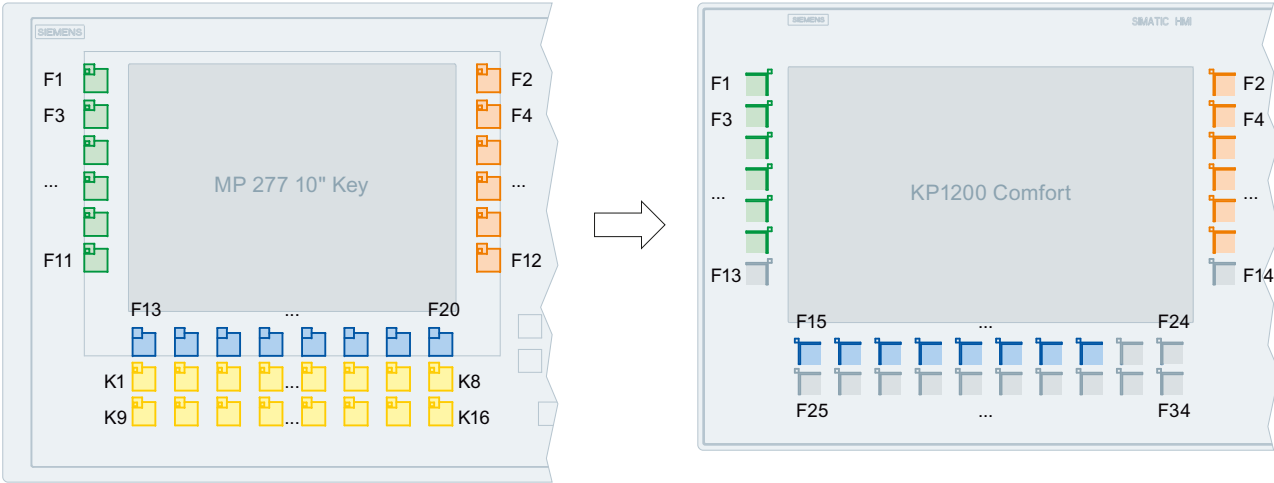 SIEMENS
F1
F2
F3
F4
MP 277 10" Key
...
...
F11
F12
F13
...
F20
K1
...
K8
K9
...
K16
SIEMENS
SIMATIC HMI
F1
F2
F3
F4
KP1200 Comfort
...
...
F13
F14
F15
...
F24
F25
...
F34